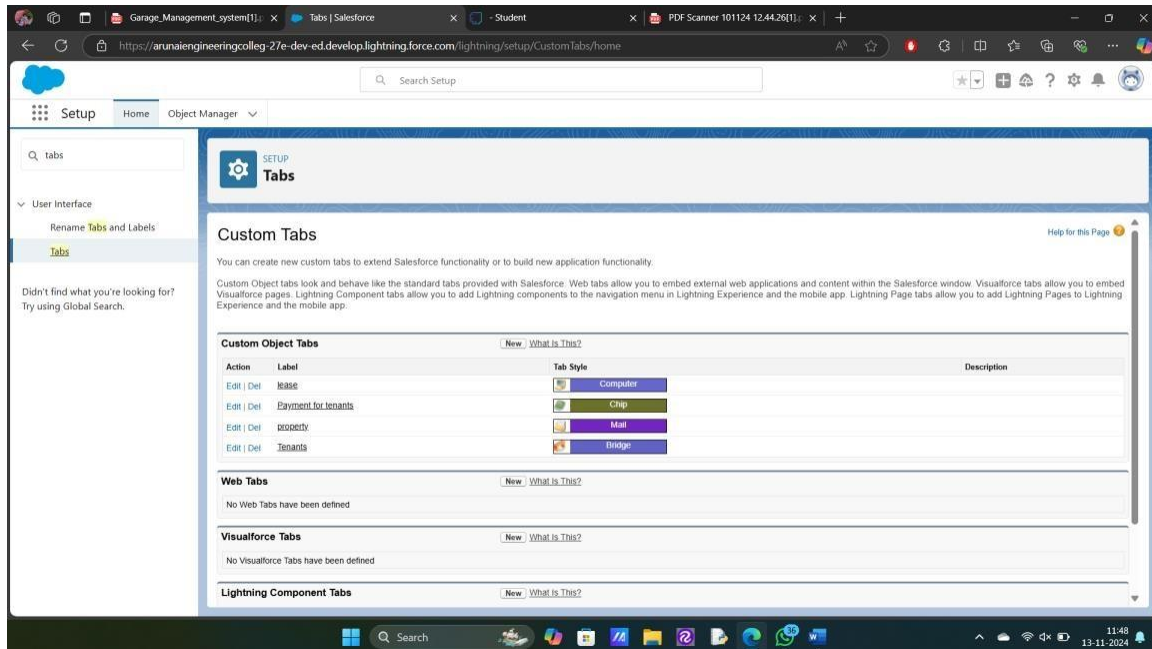 Garage_Management_system[1].p
Tabs | Salesforce
- Student
PDF Scanner 101124 12.44.26[1].p
https://arunaiengineeringcolleg-27e-dev-ed.develop.lightning.force.com/lightning/setup/CustomTabs/home
Search Setup
Setup
Home
Object Manager
tabs
SETUP
Tabs
User Interface
Rename Tabs and Labels
Tabs
Didn't find what you're looking for?
Try using Global Search.
Custom Tabs
Help for this Page
You can create new custom tabs to extend Salesforce functionality or to build new application functionality.
Custom Object tabs look and behave like the standard tabs provided with Salesforce. Web tabs allow you to embed external web applications and content within the Salesforce window. Visualforce tabs allow you to embed
Visualforce pages. Lightning Component tabs allow you to add Lightning components to the navigation menu in Lightning Experience and the mobile app. Lightning Page tabs allow you to add Lightning Pages to Lightning
Experience and the mobile app.
Custom Object Tabs New What Is This?
Action Label Tab Style Description
Edit | Del lease Computer
Edit | Del Payment for tenants Chip
Edit | Del property Mail
Edit | Del Tenants Bridge
Web Tabs New What Is This?
No Web Tabs have been defined
Visualforce Tabs New What Is This?
No Visualforce Tabs have been defined
Lightning Component Tabs New What Is This?
Search
36
11:48
13-11-2024